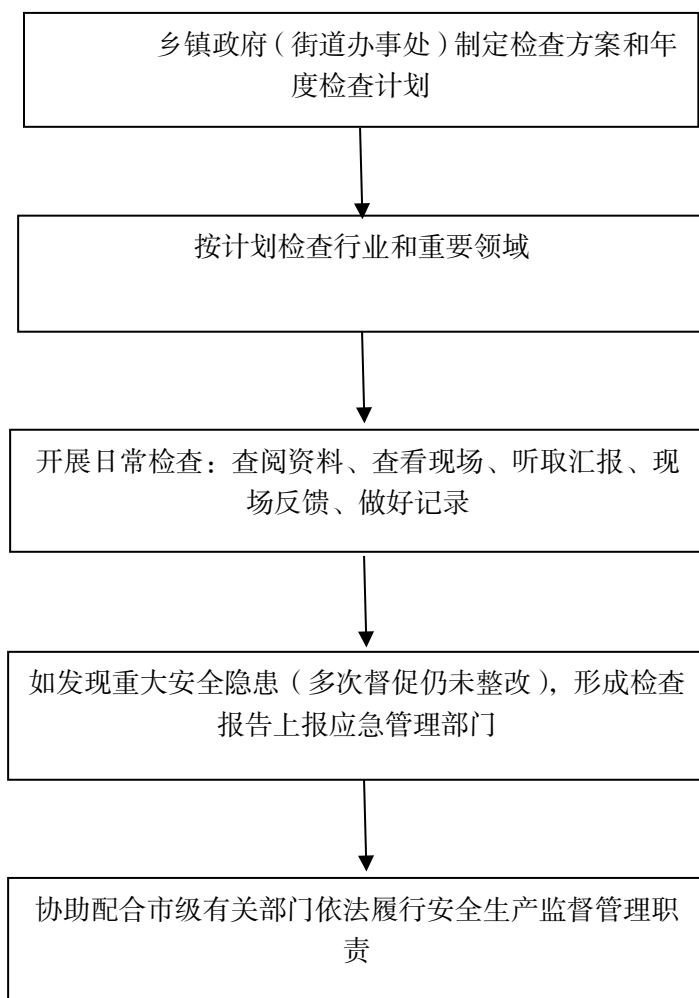 乡镇政府（街道办事处）制定检查方案和年
度检查计划
按计划检查行业和重要领域
开展日常检查：查阅资料、查看现场、听取汇报、现
场反馈、做好记录
如发现重大安全隐患（多次督促仍未整改），形成检查
报告上报应急管理部门
协助配合市级有关部门依法履行安全生产监督管理职
责